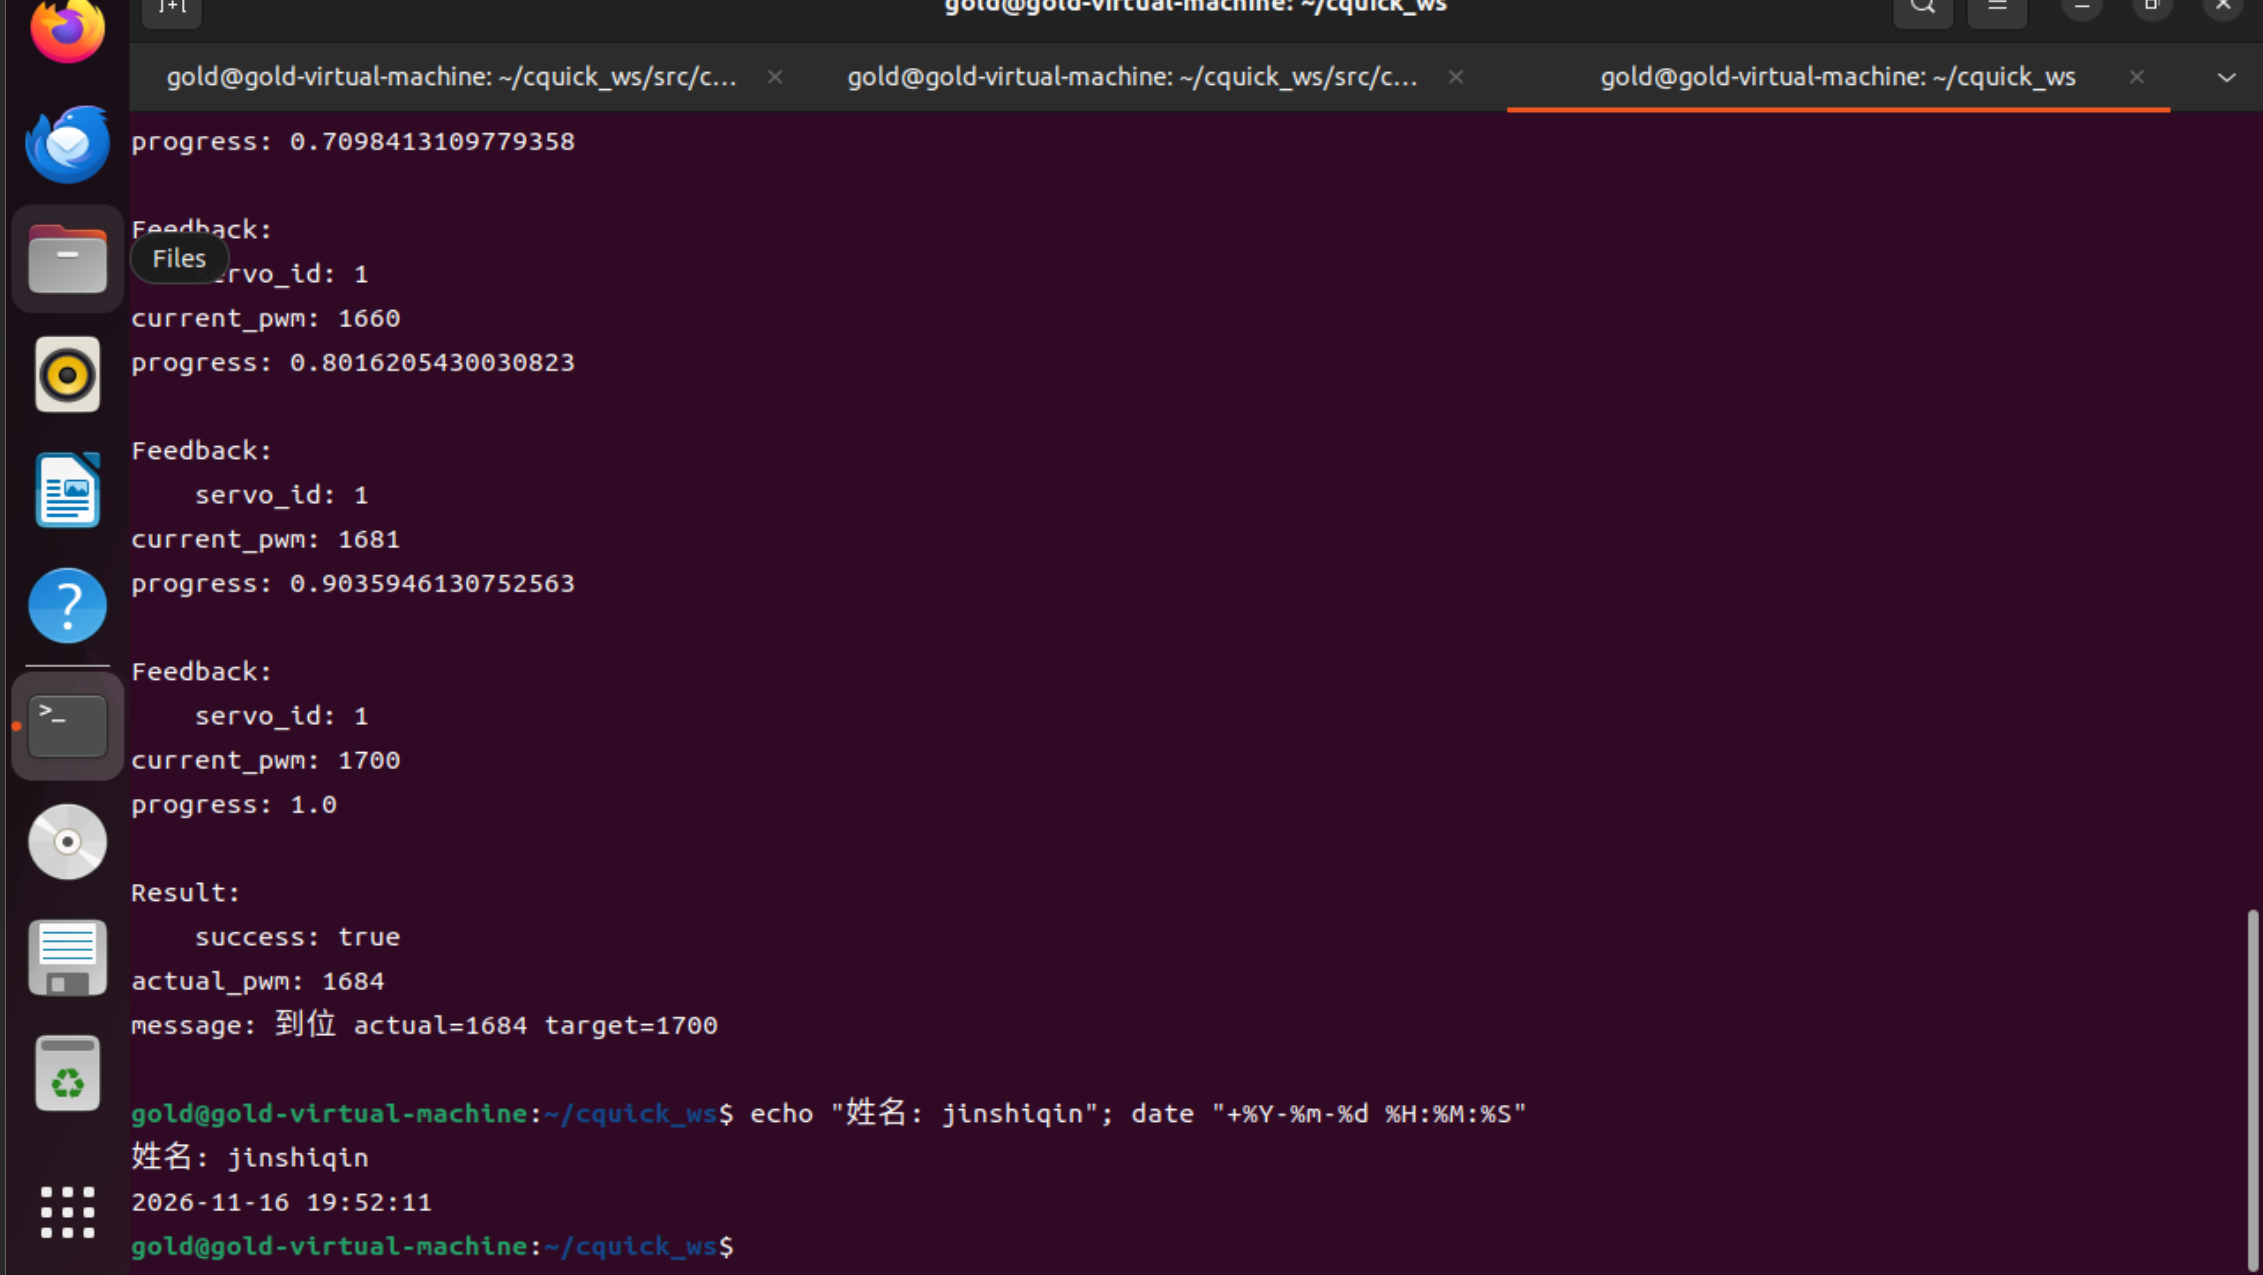 gold@gold-virtual-machine: ~/cquick_ws
gold@gold-virtual-machine: ~/cquick_ws/src/c...
gold@gold-virtual-machine: ~/cquick_ws/src/c...
gold@gold-virtual-machine: ~/cquick_ws
progress: 0.7098413109779358
Feedback:
Files
ervo_id: 1
current_pwm: 1660
progress: 0.8016205430030823
Feedback:
servo_id: 1
current_pwm: 1681
progress: 0.9035946130752563
Feedback:
servo_id: 1
current_pwm: 1700
progress: 1.0
Result:
success: true
actual_pwm: 1684
message: 到位 actual=1684 target=1700
gold@gold-virtual-machine:~/cquick_ws$ echo "姓名: jinshiqin"; date "+%Y-%m-%d %H:%M:%S"
姓名: jinshiqin
2026-11-16 19:52:11
gold@gold-virtual-machine:~/cquick_ws$